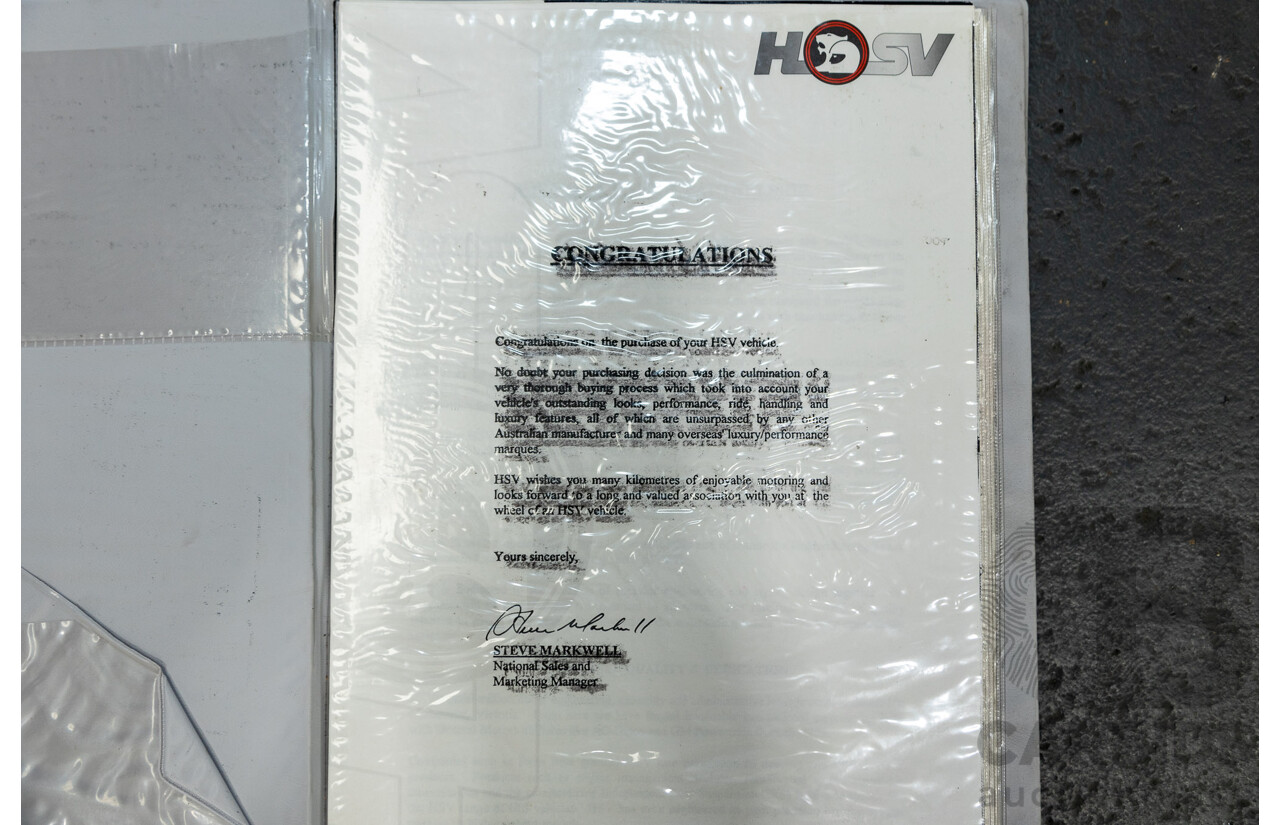 HSV
CONGRATULATIONS
Congratulations on the purchase of your HSV vehicle.
No doubt your purchasing decision was the culmination of a
very thorough buying process which took into account your
vehicle's outstanding looks, performance, ride, handling and
luxury features, all of which are unsurpassed by any other
Australian manufacturer and many overseas luxury/performance
marques.
HSV wishes you many kilometres of enjoyable motoring and
looks forward to a long and valued association with you at the
wheel of an HSV vehicle.
Yours sincerely,
Steve Markwell
STEVE MARKWELL
National Sales and
Marketing Manager